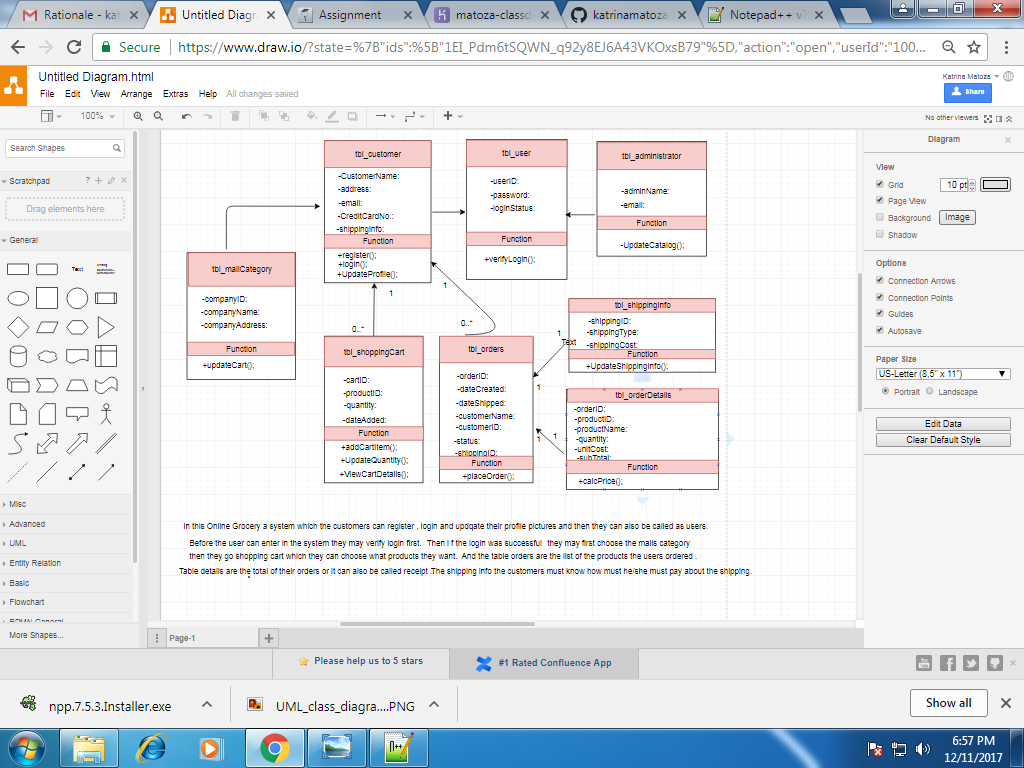 Rationale - kat
Untitled Diagra
Assignment
matoza-classd
katrinamatoza
Notepad++ v7
Secure
https://www.draw.io/?state=%7B"ids":%5B"1EI_Pdm6tSQWN_q92y8EJ6A43VKOxsB79"%5D,"action":"open","userId":"100...
Untitled Diagram.html
Katrina Matoza
File Edit View Arrange Extras Help All changes saved
Share
100%
No other viewers
Search Shapes
Scratchpad
Drag elements here
General
Text
Misc
Advanced
UML
Entity Relation
Basic
Flowchart
BPMN General
More Shapes...
tbl_customer
-CustomerName:
-address:
-email:
-CreditCardNo.:
-shippingInfo:
Function
+register();
+login();
+UpdateProfile();
tbl_user
-userID:
-password:
-loginStatus:
Function
+verifyLogin();
tbl_administrator
-adminName:
-email:
Function
-UpdateCatalog();
tbl_mallCategory
-companyID:
-companyName:
-companyAddress:
Function
+updateCart();
1
0..*
1
0..*
tbl_shoppingCart
-cartID:
-productID:
-quantity:
-dateAdded:
Function
+addCartItem();
+UpdateQuantity();
+ViewCartDetails();
tbl_orders
-orderID:
-dateCreated:
-dateShipped:
-customerName:
-customerID:
-status:
-shippingID:
Function
+placeOrder();
1
Text
1
1
1
tbl_shippingInfo
-shippingID:
-shippingType:
-shippingCost:
Function
+UpdateShippingInfo();
tbl_orderDetails
-orderID:
-productID:
-productName:
-quantity:
-unitCost:
-subTotal:
Function
+calcPrice();
In this Online Grocery a system which the customers can register , login and updqate their profile pictures and then they can also be called as users.
Before the user can enter in the system they may verify login first. Then I f the login was successful they may first choose the malls category
then they go shopping cart which they can choose what products they want. And the table orders are the list of the products the users ordered .
Table details are the total of their orders or it can also be called receipt .The shipping info the customers must know how must he/she must pay about the shipping.
Diagram
View
Grid
10 pt
Page View
Background
Image
Shadow
Options
Connection Arrows
Connection Points
Guides
Autosave
Paper Size
US-Letter (8,5" x 11")
Portrait Landscape
Edit Data
Clear Default Style
Page-1
Please help us to 5 stars
#1 Rated Confluence App
npp.7.5.3.Installer.exe
UML_class_diagra....PNG
Show all
6:57 PM
12/11/2017